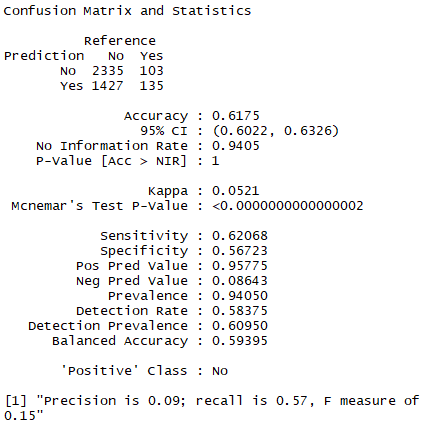 Confusion Matrix and Statistics
Reference
Prediction No Yes
No 2335 103
Yes 1427 135
Accuracy : 0.6175
95% CI : (0.6022, 0.6326)
No Information Rate : 0.9405
P-Value [Acc > NIR] : 1
Kappa : 0.0521
Mcnemar's Test P-Value : <0.0000000000000002
Sensitivity : 0.62068
Specificity : 0.56723
Pos Pred Value : 0.95775
Neg Pred Value : 0.08643
Prevalence : 0.94050
Detection Rate : 0.58375
Detection Prevalence : 0.60950
Balanced Accuracy : 0.59395
'Positive' Class : No
[1] "Precision is 0.09; recall is 0.57, F measure of
0.15"